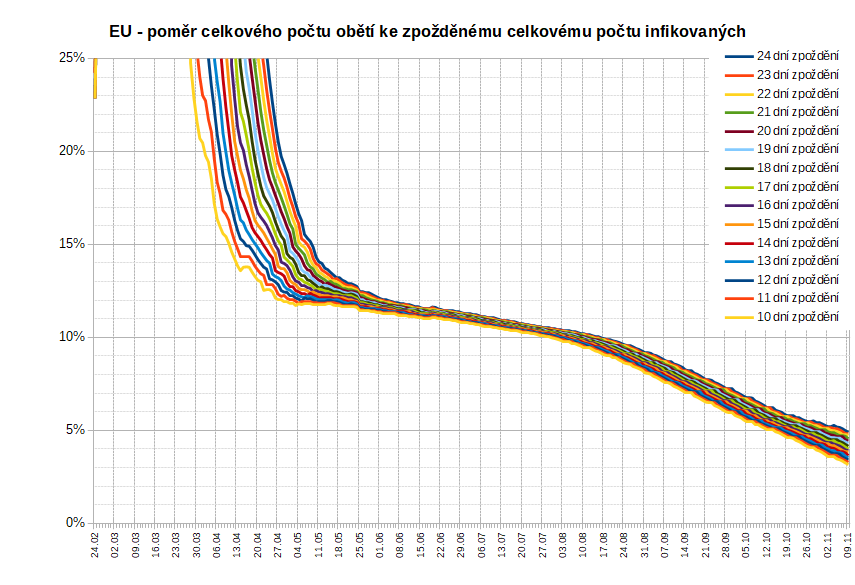 EU - poměr celkového počtu obětí ke zpožděnému celkovému počtu infikovaných
25%
20%
15%
10%
5%
0%
24 dní zpoždění
23 dní zpoždění
22 dní zpoždění
21 dní zpoždění
20 dní zpoždění
19 dní zpoždění
18 dní zpoždění
17 dní zpoždění
16 dní zpoždění
15 dní zpoždění
14 dní zpoždění
13 dní zpoždění
12 dní zpoždění
11 dní zpoždění
10 dní zpoždění
24.02
02.03
09.03
16.03
23.03
30.03
06.04
13.04
20.04
27.04
04.05
11.05
18.05
25.05
01.06
08.06
15.06
22.06
29.06
06.07
13.07
20.07
27.07
03.08
10.08
17.08
24.08
31.08
07.09
14.09
21.09
28.09
05.10
12.10
19.10
26.10
02.11
09.11